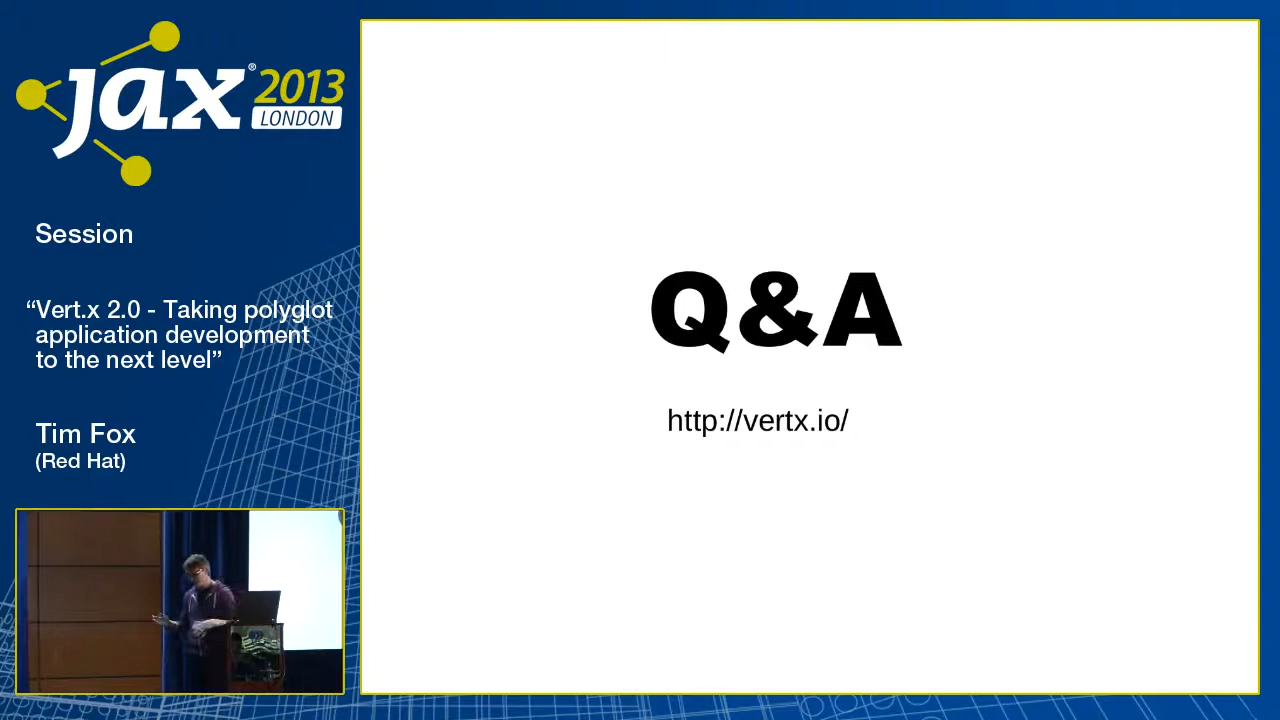 jax® 2013
LONDON
Session
“Vert.x 2.0 - Taking polyglot
application development
to the next level”
Tim Fox
(Red Hat)
Q&A
http://vertx.io/